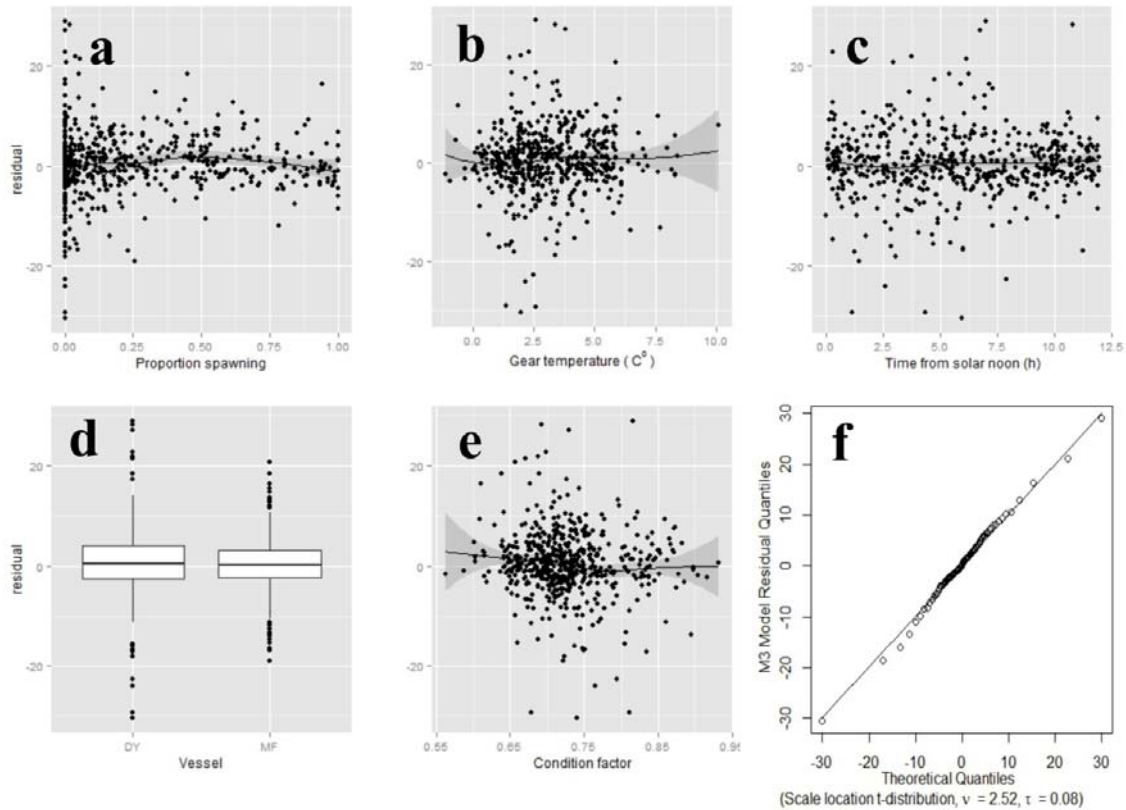 a
b
c
residual
20
0
-20
0.00 0.25 0.50 0.75 1.00
Proportion spawning
20
0
-20
0.0 2.5 5.0 7.5 10.0
Gear temperature ( C° )
20
0
-20
0.0 2.5 5.0 7.5 10.0 12.5
Time from solar noon (h)
d
e
f
residual
20
0
-20
DY MF
Vessel
20
0
-20
0.55 0.65 0.75 0.85 0.95
Condition factor
M3 Model Residual Quantiles
30
20
10
0
-10
-20
-30
-30 -20 -10 0 10 20 30
Theoretical Quantiles
(Scale location t-distribution, ν = 2.52, τ = 0.08)